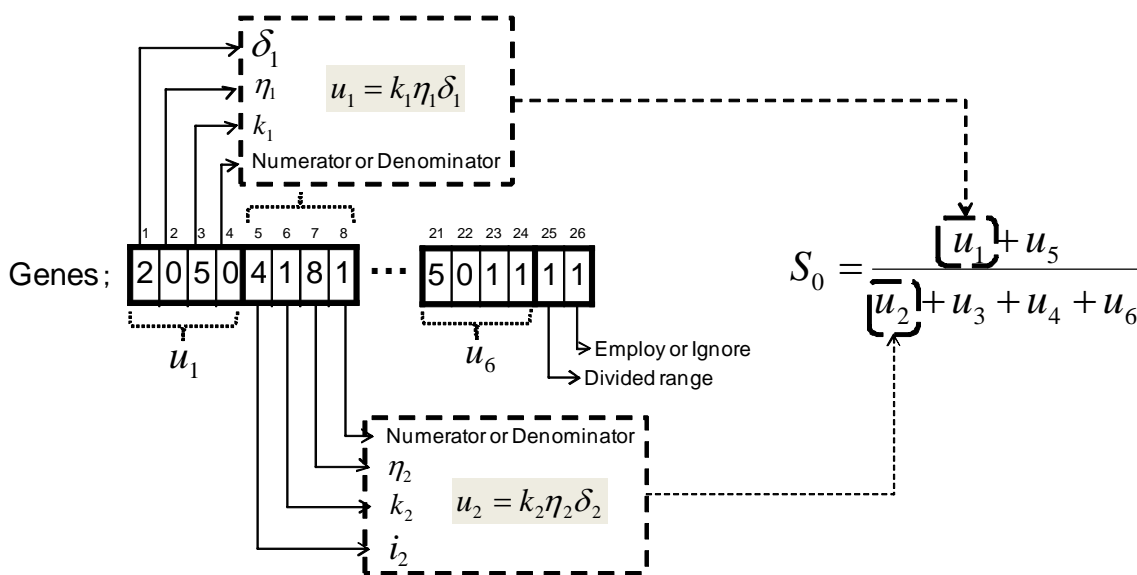 δ₁
η₁
u₁ = k₁η₁δ₁
k₁
Numerator or Denominator
1 2 3 4 5 6 7 8 21 22 23 24 25 26
Genes; 2 0 5 0 4 1 8 1 ··· 5 0 1 1 1 1
u₁
u₆
Employ or Ignore
Divided range
S₀ = (u₁ + u₅) / (u₂ + u₃ + u₄ + u₆)
Numerator or Denominator
η₂
k₂
u₂ = k₂η₂δ₂
i₂